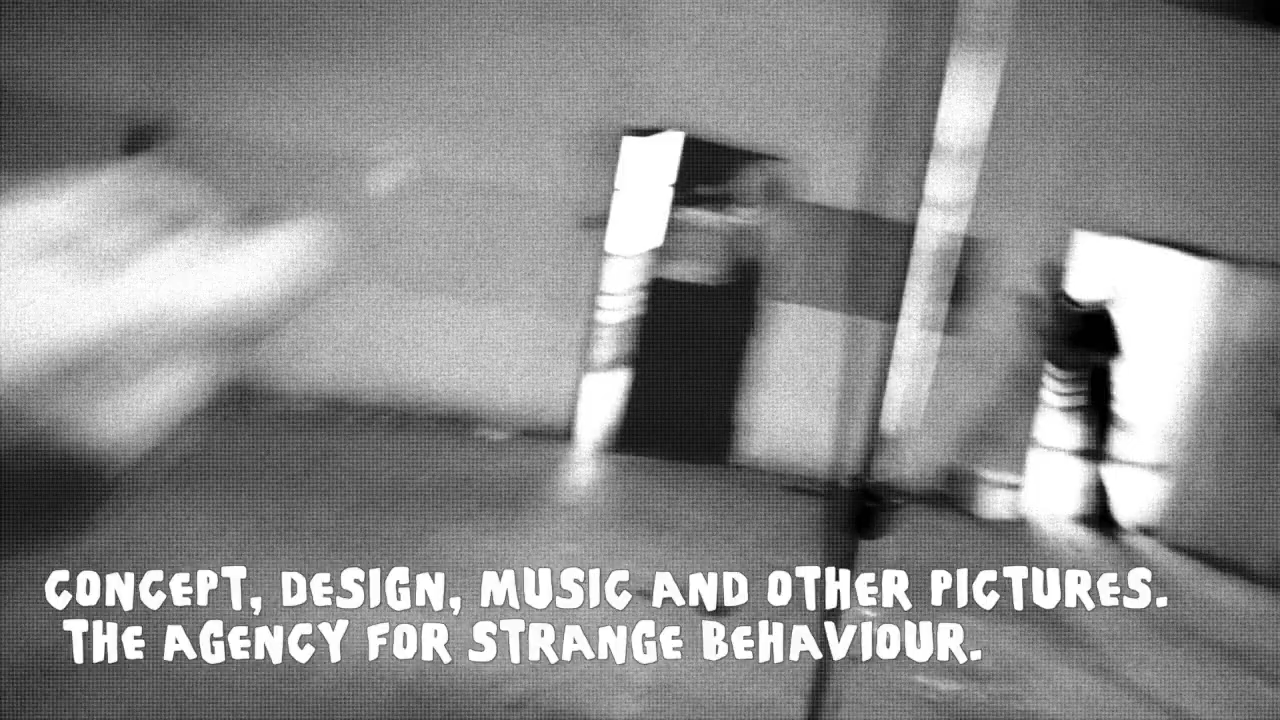 CONCEPT, DESIGN, MUSIC AND OTHER PICTURES.
THE AGENCY FOR STRANGE BEHAVIOUR.